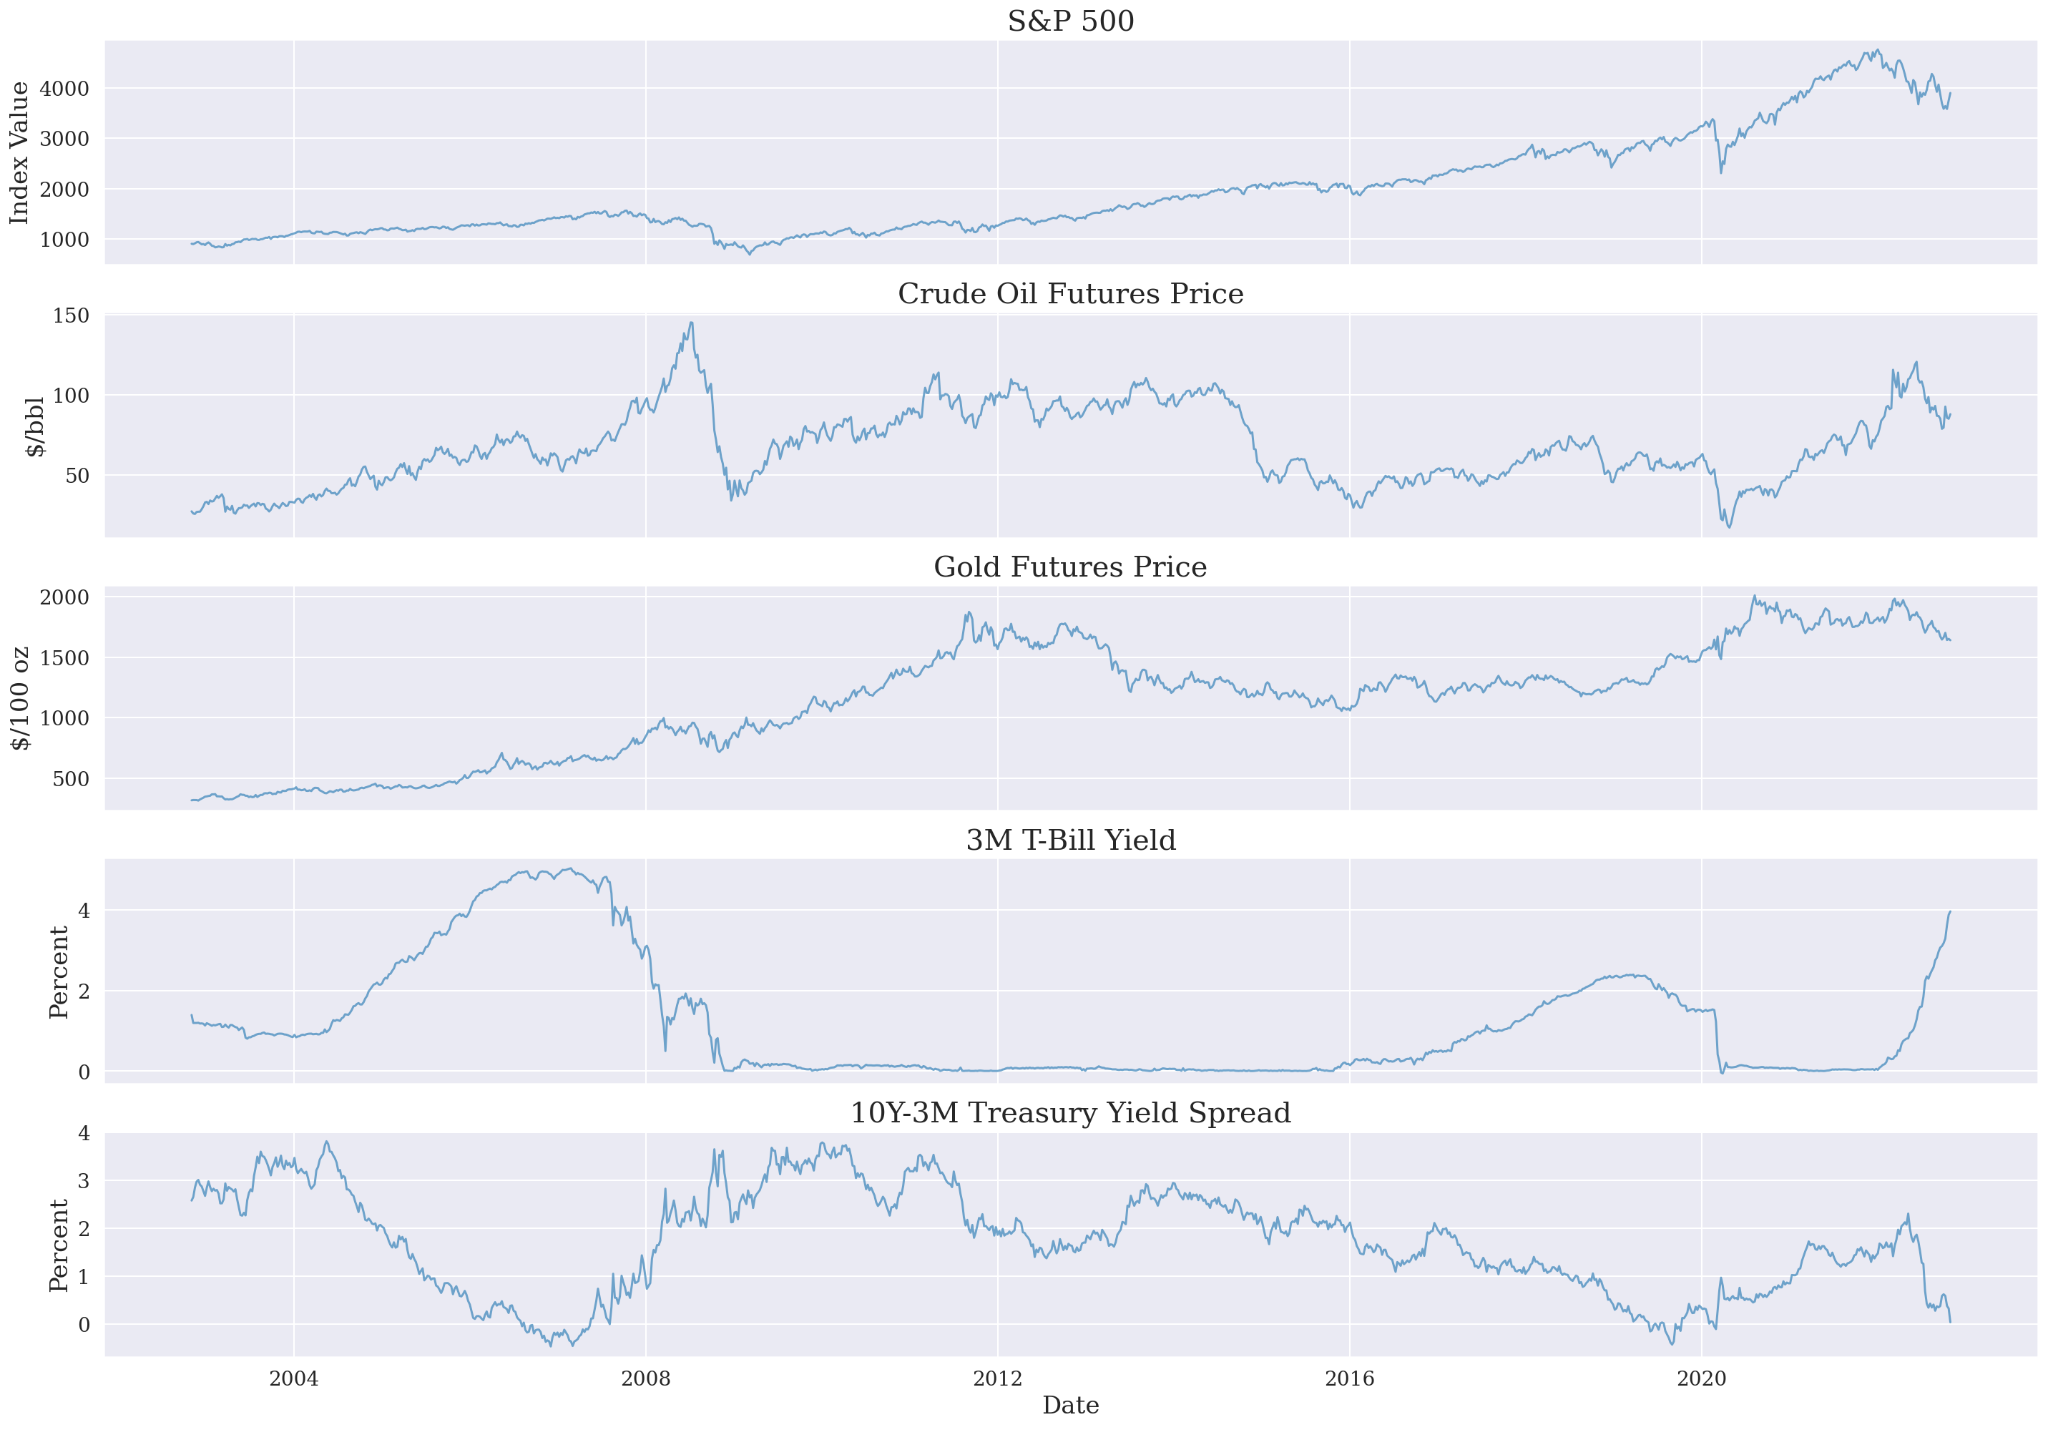 S&P 500
Index Value
4000
3000
2000
1000
Crude Oil Futures Price
$/bbl
150
100
50
Gold Futures Price
$/100 oz
2000
1500
1000
500
3M T-Bill Yield
Percent
4
2
0
10Y-3M Treasury Yield Spread
Percent
4
3
2
1
0
2004 2008 2012 2016 2020
Date